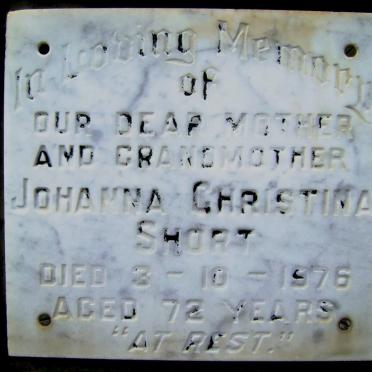 In Loving Memory
of
OUR DEAR MOTHER
AND GRANDMOTHER
JOHANNA CHRISTINA
SHORT
DIED 3 - 10 - 1976
AGED 72 YEARS
"AT REST."